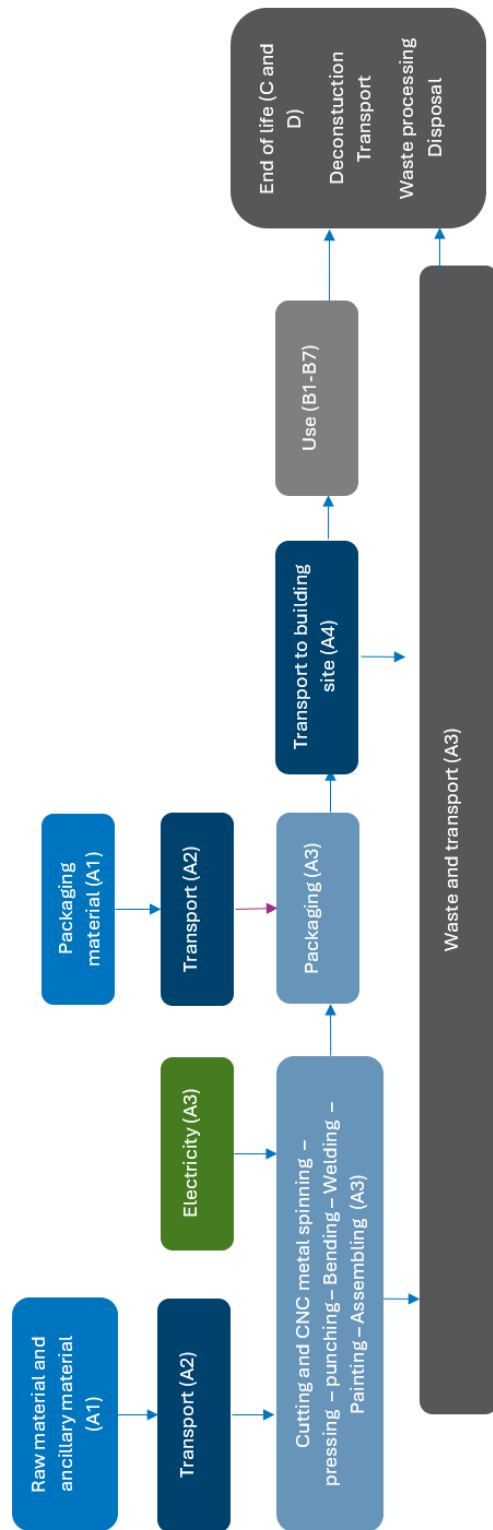 Raw material and
ancillary material
(A1)
Transport (A2)
Electricity (A3)
Cutting and CNC metal spinning –
pressing – punching – Bending – Welding –
Painting – Assembling (A3)
Packaging
material (A1)
Transport (A2)
Packaging (A3)
Transport to building
site (A4)
Use (B1-B7)
Waste and transport (A3)
End of life (C and
D)
Deconstuction
Transport
Waste processing
Disposal